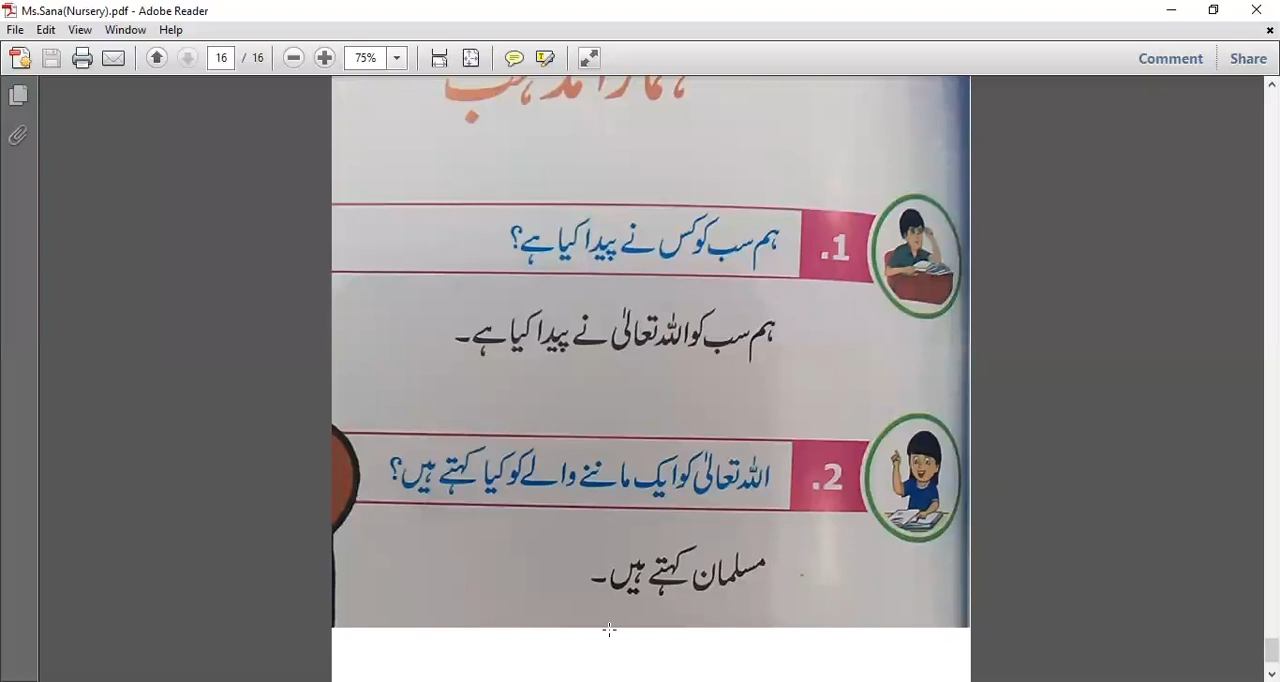 Ms.Sana(Nursery).pdf - Adobe Reader
File Edit View Window Help
16 / 16 75% Comment Share
ہمارا مذہب
1. ہم سب کو کس نے پیدا کیا ہے؟
ہم سب کو اللہ تعالیٰ نے پیدا کیا ہے۔
2. اللہ تعالیٰ کو ایک ماننے والے کو کیا کہتے ہیں؟
مسلمان کہتے ہیں۔